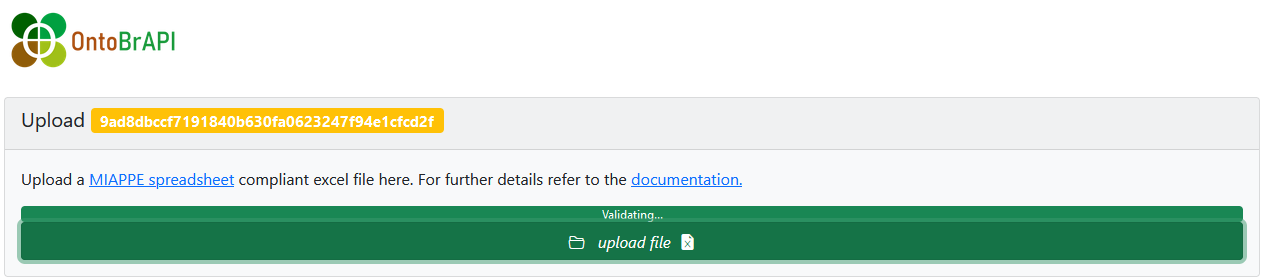 OntoBrAPI
Upload 9ad8dbccf7191840b630fa0623247f94e1cfcd2f
Upload a MIAPPE spreadsheet compliant excel file here. For further details refer to the documentation.
Validating...
upload file